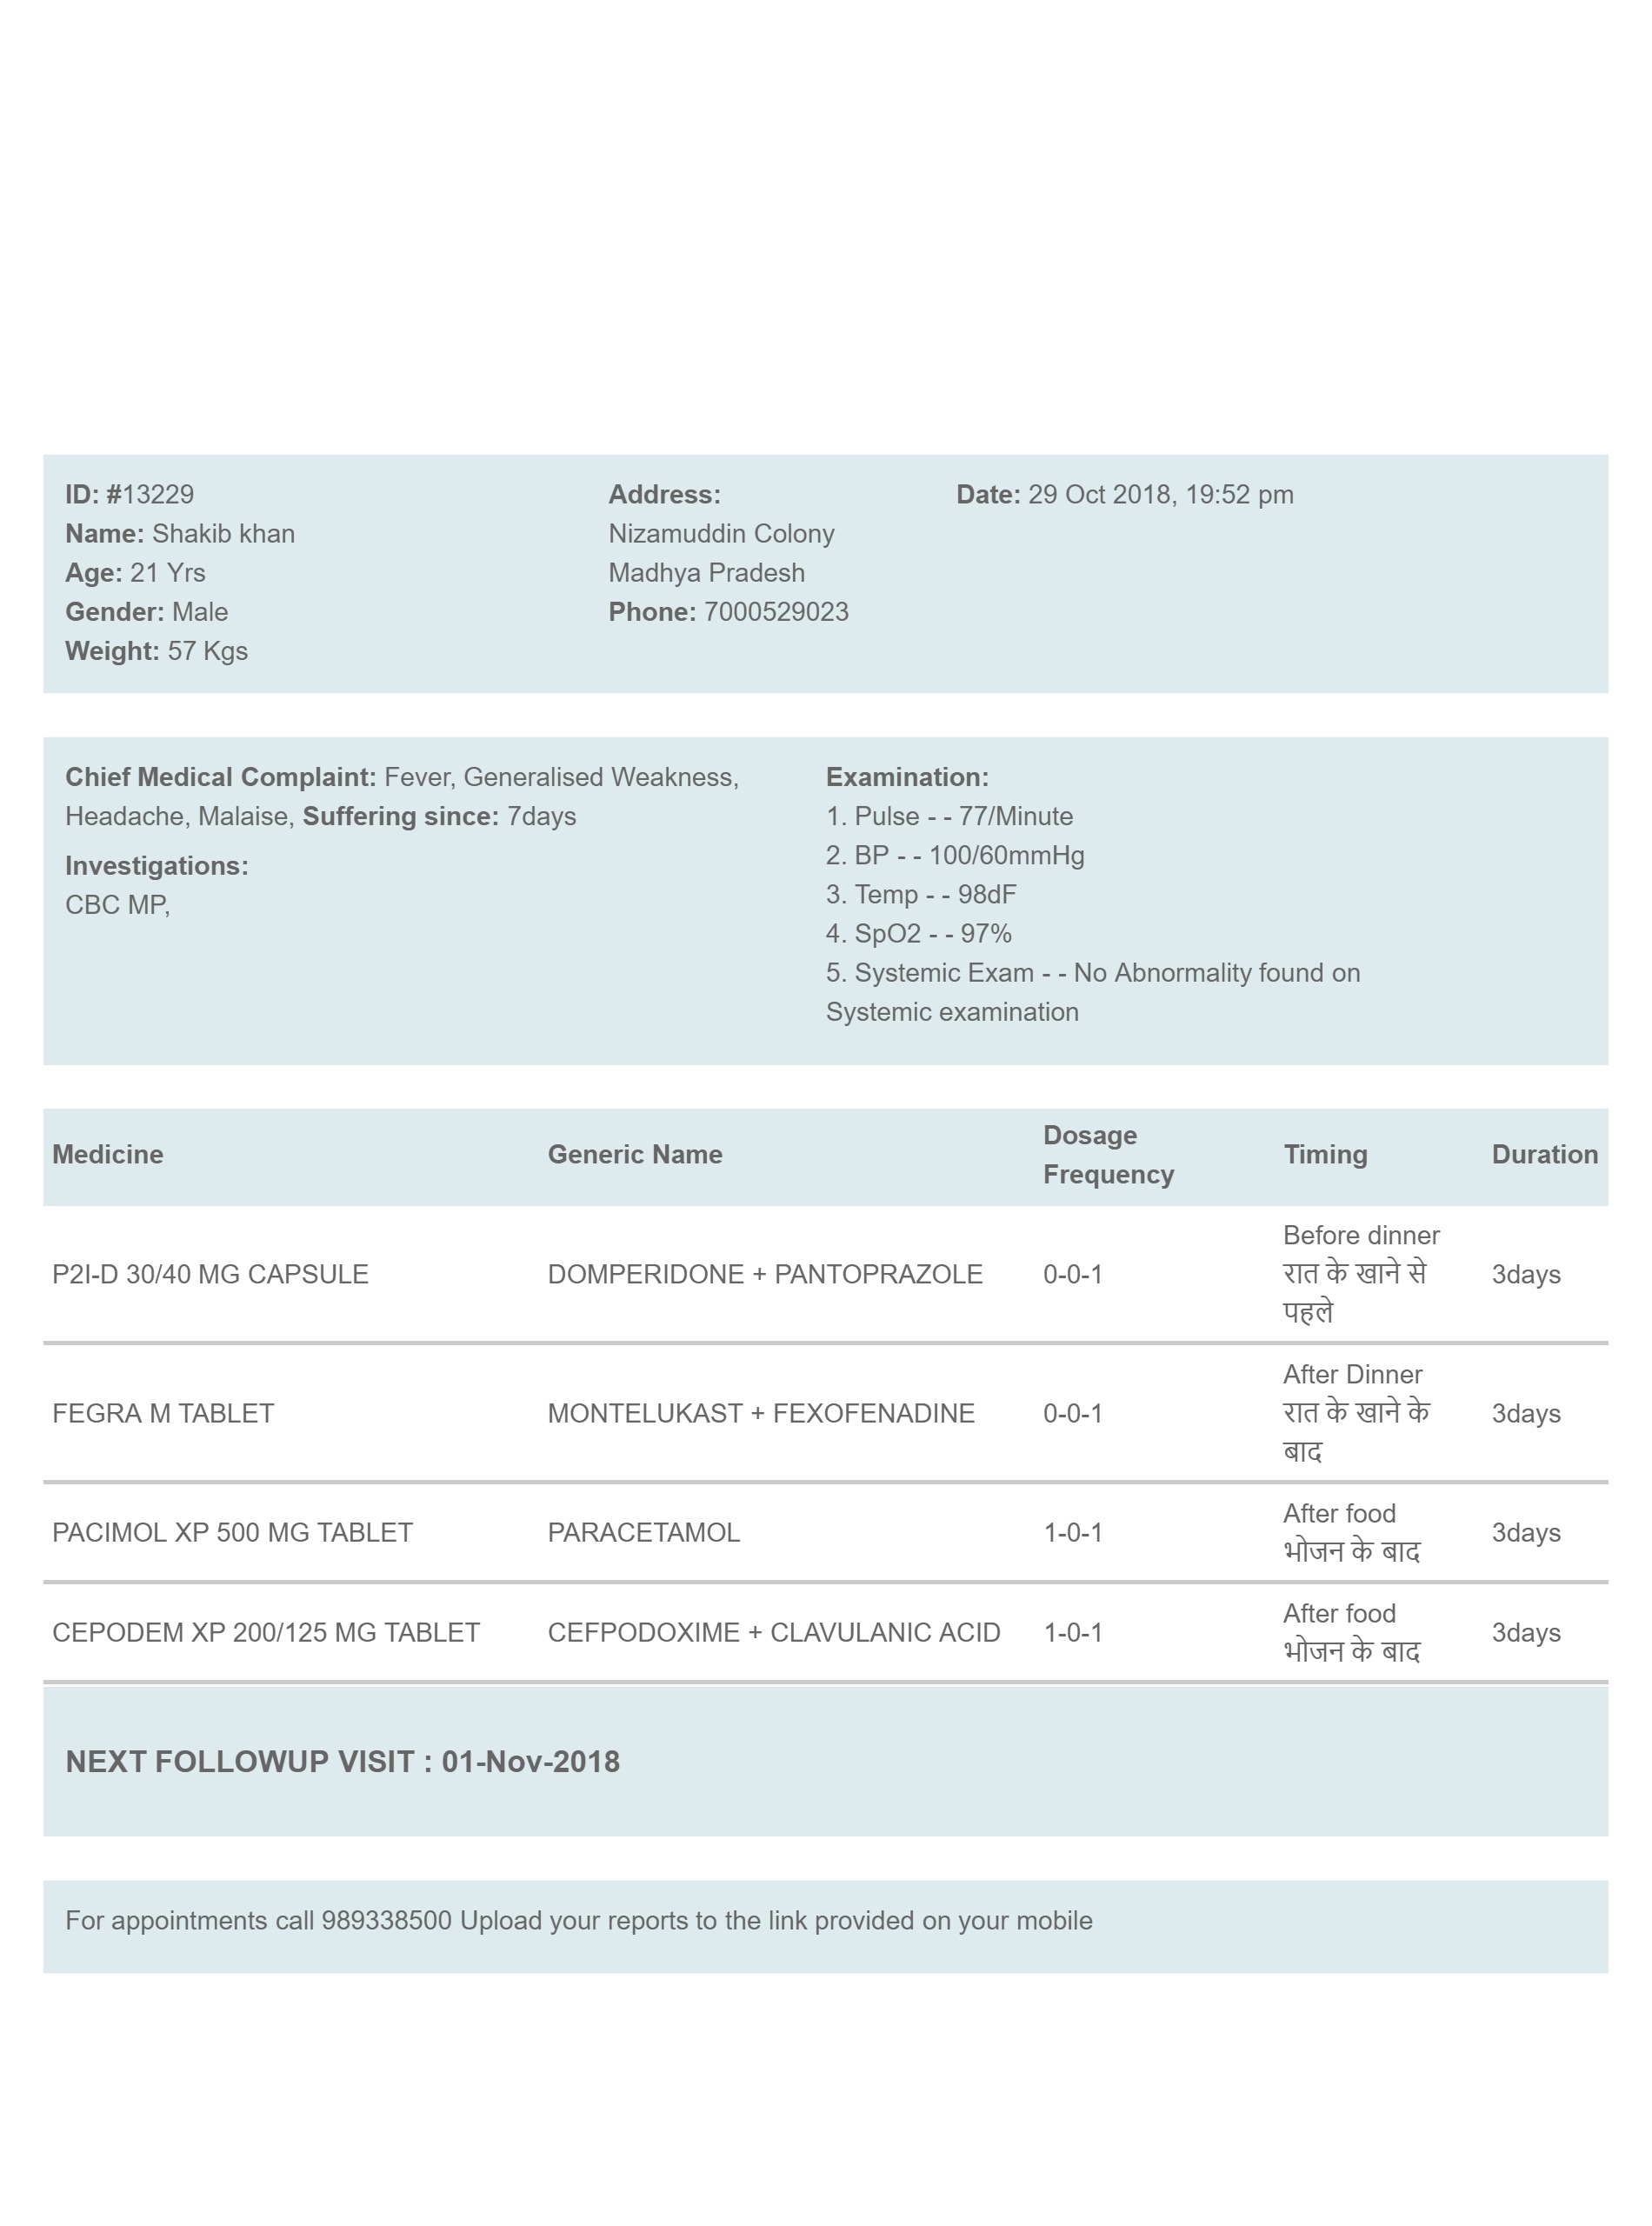 ID: #13229
Name: Shakib khan
Age: 21 Yrs
Gender: Male
Weight: 57 Kgs
Address:
Nizamuddin Colony
Madhya Pradesh
Phone: 7000529023
Date: 29 Oct 2018, 19:52 pm
Chief Medical Complaint: Fever, Generalised Weakness,
Headache, Malaise, Suffering since: 7days
Investigations:
CBC MP,
Examination:
1. Pulse - - 77/Minute
2. BP - - 100/60mmHg
3. Temp - - 98dF
4. SpO2 - - 97%
5. Systemic Exam - - No Abnormality found on
Systemic examination
Medicine Generic Name Dosage Frequency Timing Duration
P2I-D 30/40 MG CAPSULE DOMPERIDONE + PANTOPRAZOLE 0-0-1 Before dinner रात के खाने से पहले 3days
FEGRA M TABLET MONTELUKAST + FEXOFENADINE 0-0-1 After Dinner रात के खाने के बाद 3days
PACIMOL XP 500 MG TABLET PARACETAMOL 1-0-1 After food भोजन के बाद 3days
CEPODEM XP 200/125 MG TABLET CEFPODOXIME + CLAVULANIC ACID 1-0-1 After food भोजन के बाद 3days
NEXT FOLLOWUP VISIT : 01-Nov-2018
For appointments call 989338500 Upload your reports to the link provided on your mobile